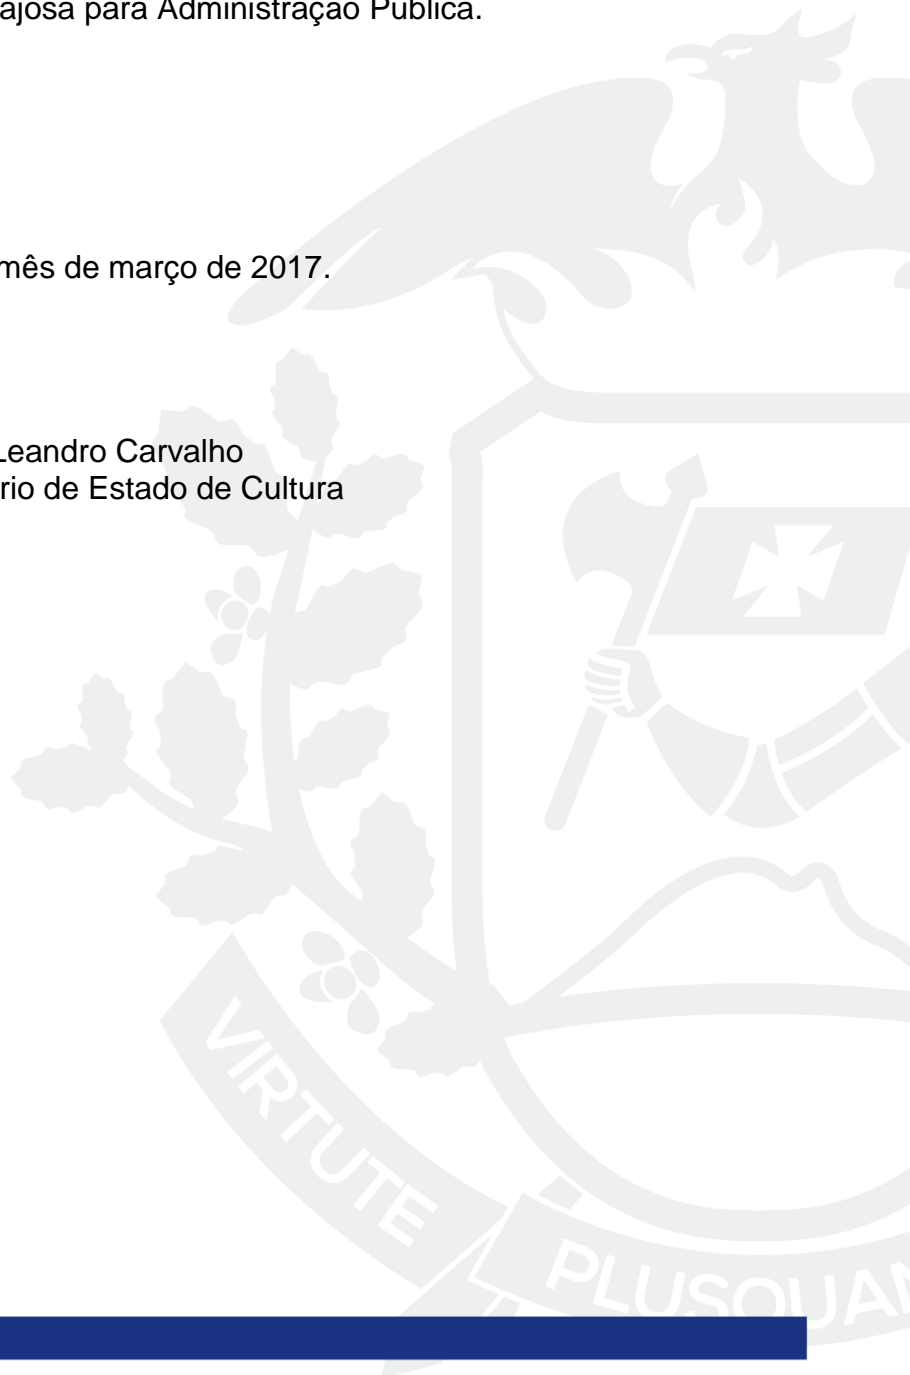 ajosa para Administração Pública.
mês de março de 2017.
Leandro Carvalho
rio de Estado de Cultura
VIRTUTE
PLUSQUAM